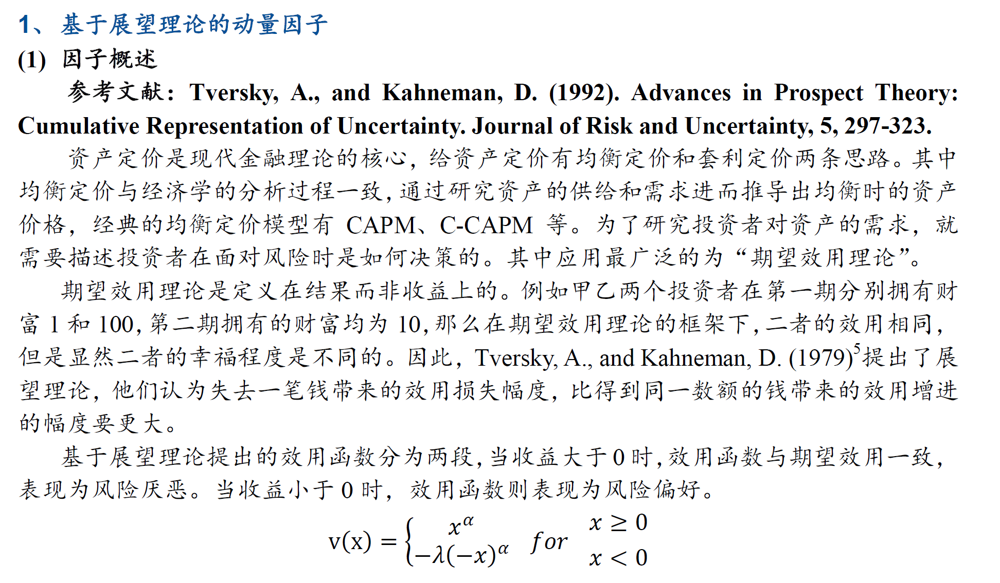 1、基于展望理论的动量因子
(1) 因子概述
参考文献：Tversky, A., and Kahneman, D. (1992). Advances in Prospect Theory:
Cumulative Representation of Uncertainty. Journal of Risk and Uncertainty, 5, 297-323.
资产定价是现代金融理论的核心，给资产定价有均衡定价和套利定价两条思路。其中
均衡定价与经济学的分析过程一致，通过研究资产的供给和需求进而推导出均衡时的资产
价格，经典的均衡定价模型有 CAPM、C-CAPM 等。为了研究投资者对资产的需求，就
需要描述投资者在面对风险时是如何决策的。其中应用最广泛的为“期望效用理论”。
期望效用理论是定义在结果而非收益上的。例如甲乙两个投资者在第一期分别拥有财
富 1 和 100，第二期拥有的财富均为 10，那么在期望效用理论的框架下，二者的效用相同，
但是显然二者的幸福程度是不同的。因此，Tversky, A., and Kahneman, D. (1979)⁵提出了展
望理论，他们认为失去一笔钱带来的效用损失幅度，比得到同一数额的钱带来的效用增进
的幅度要更大。
基于展望理论提出的效用函数分为两段，当收益大于 0 时，效用函数与期望效用一致，
表现为风险厌恶。当收益小于 0 时，效用函数则表现为风险偏好。
v(x) = { x^α for x ≥ 0
−λ(−x)^α x < 0